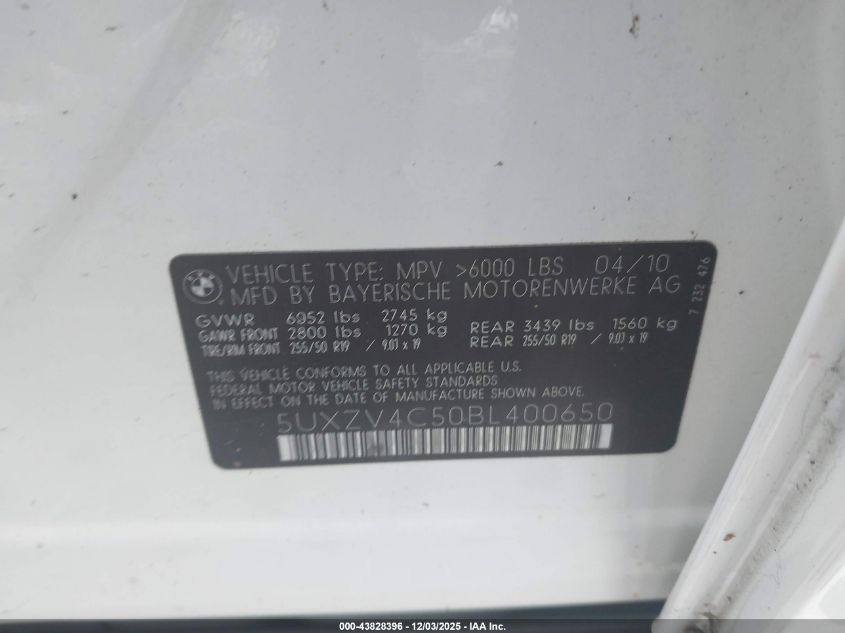 BMW
VEHICLE TYPE: MPV >6000 LBS 04/10
MFD BY BAYERISCHE MOTORENWERKE AG
7 232 476
GVWR 6052 lbs 2745 kg
GAWR FRONT 2800 lbs 1270 kg REAR 3439 lbs 1560 kg
TIRE/RIM FRONT 255/50 R19 / 9.0J x 19 REAR 255/50 R19 / 9.0J x 19
THIS VEHICLE CONFORMS TO ALL APPLICABLE U.S.
FEDERAL MOTOR VEHICLE SAFETY STANDARDS
IN EFFECT ON THE DATE OF MANUFACTURE SHOWN ABOVE.
5UXZV4C50BL400650
000-43828396 - 12/03/2025 - IAA Inc.